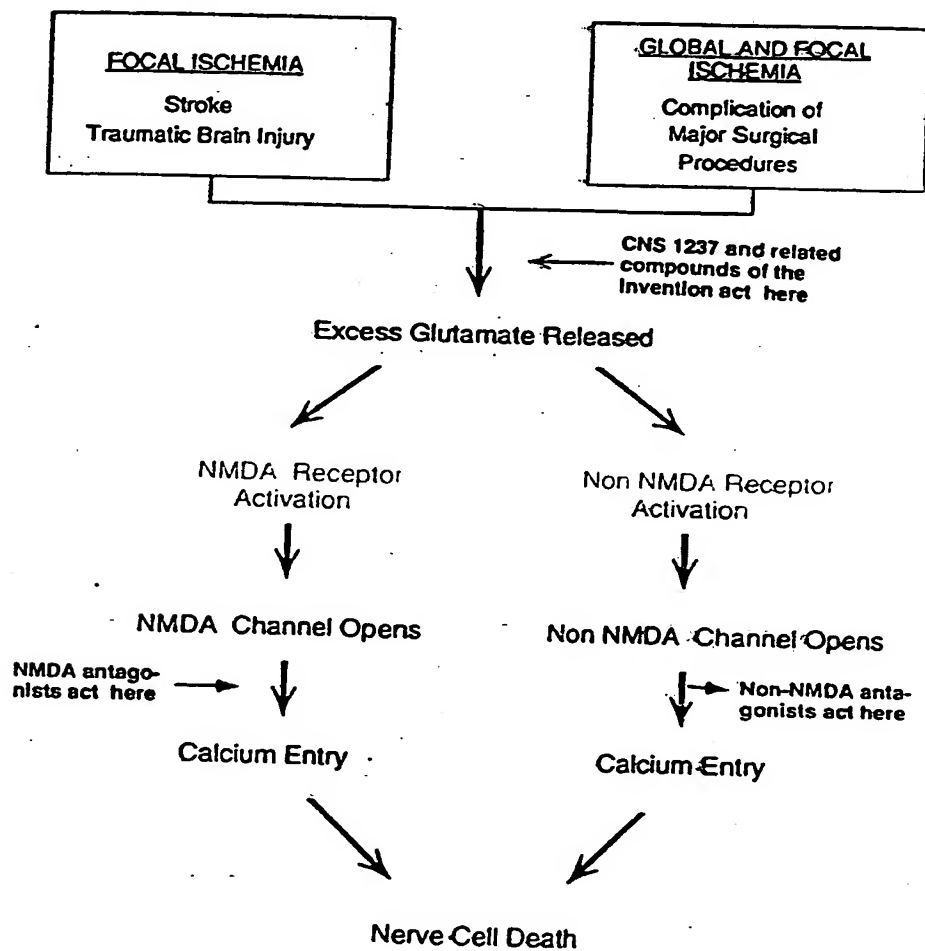 FOCAL ISCHEMIA
Stroke
Traumatic Brain Injury
GLOBAL AND FOCAL
ISCHEMIA
Complication of
Major Surgical
Procedures
CNS 1237 and related
compounds of the
Invention act here
Excess Glutamate Released
NMDA Receptor
Activation
Non NMDA Receptor
Activation
NMDA Channel Opens
Non NMDA Channel Opens
NMDA antago-
nists act here
Non-NMDA anta-
gonists act here
Calcium Entry
Calcium Entry
Nerve Cell Death